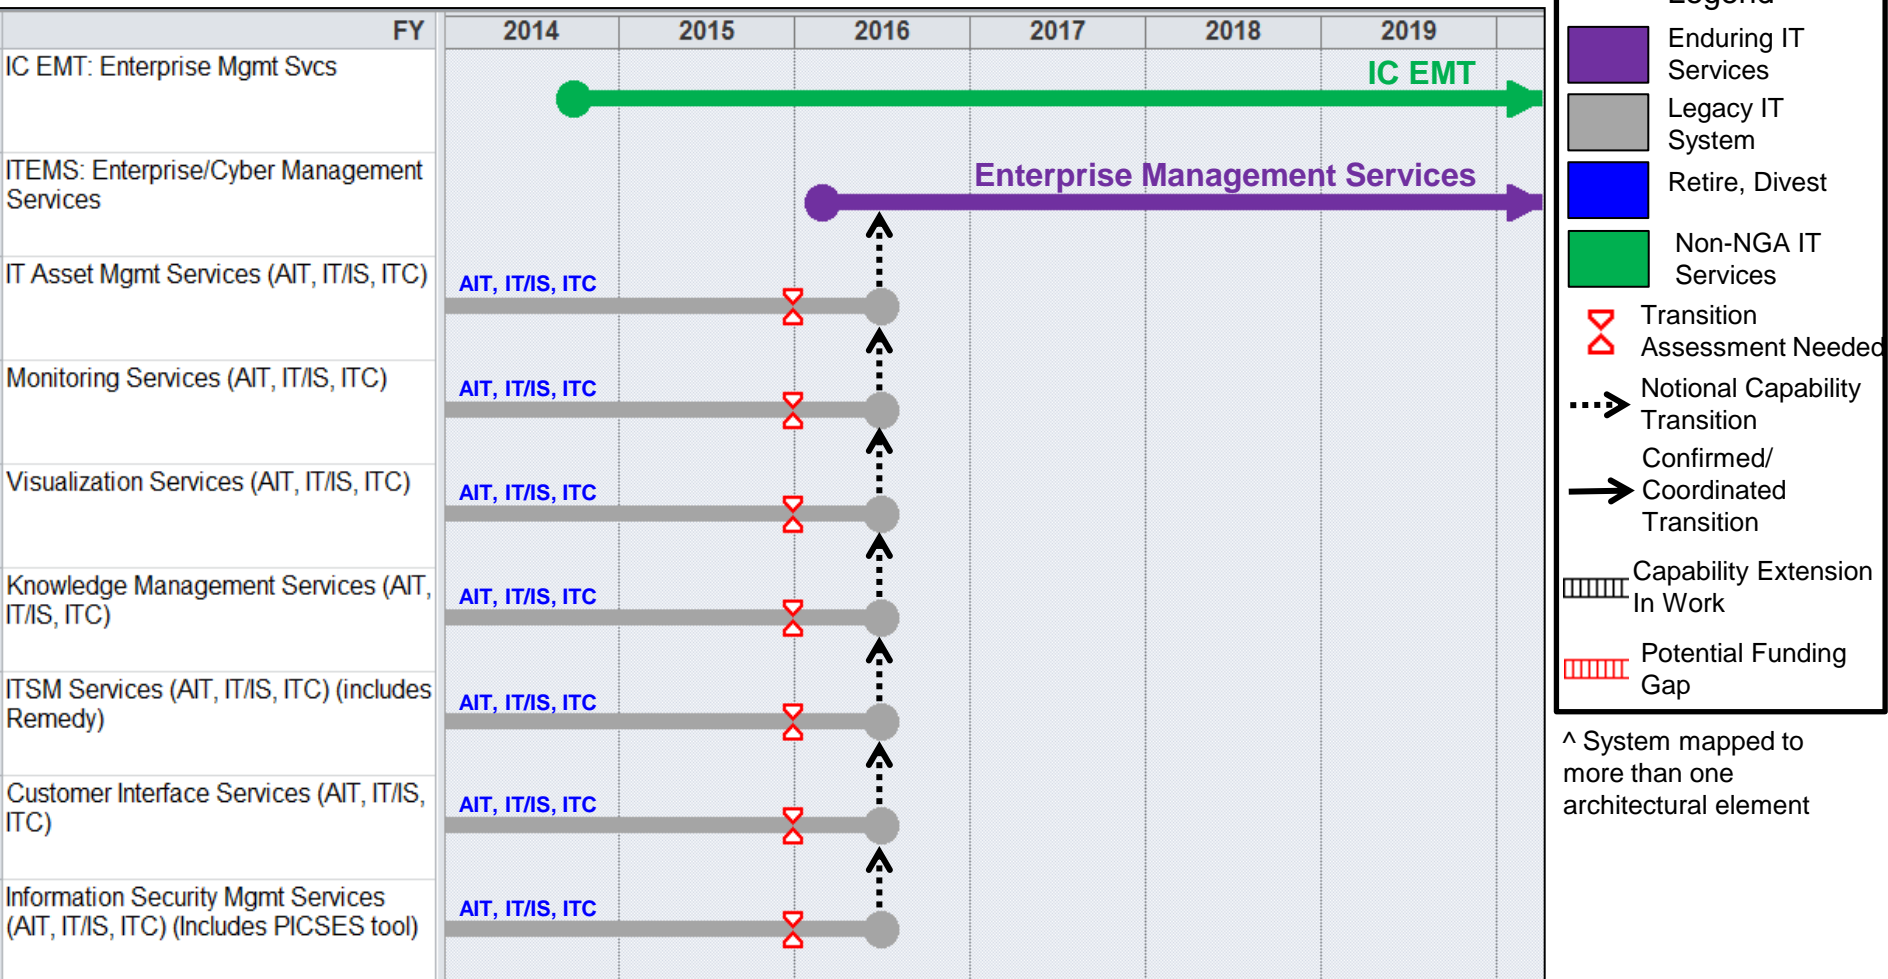 FY 2014 2015 2016 2017 2018 2019
IC EMT: Enterprise Mgmt Svcs
IC EMT
ITEMS: Enterprise/Cyber Management
Services
Enterprise Management Services
IT Asset Mgmt Services (AIT, IT/IS, ITC)
AIT, IT/IS, ITC
Monitoring Services (AIT, IT/IS, ITC)
AIT, IT/IS, ITC
Visualization Services (AIT, IT/IS, ITC)
AIT, IT/IS, ITC
Knowledge Management Services (AIT,
IT/IS, ITC)
AIT, IT/IS, ITC
ITSM Services (AIT, IT/IS, ITC) (includes
Remedy)
AIT, IT/IS, ITC
Customer Interface Services (AIT, IT/IS,
ITC)
AIT, IT/IS, ITC
Information Security Mgmt Services
(AIT, IT/IS, ITC) (Includes PICSES tool)
AIT, IT/IS, ITC
Legend
Enduring IT
Services
Legacy IT
System
Retire, Divest
Non-NGA IT
Services
Transition
Assessment Needed
Notional Capability
Transition
Confirmed/
Coordinated
Transition
Capability Extension
In Work
Potential Funding
Gap
^ System mapped to
more than one
architectural element